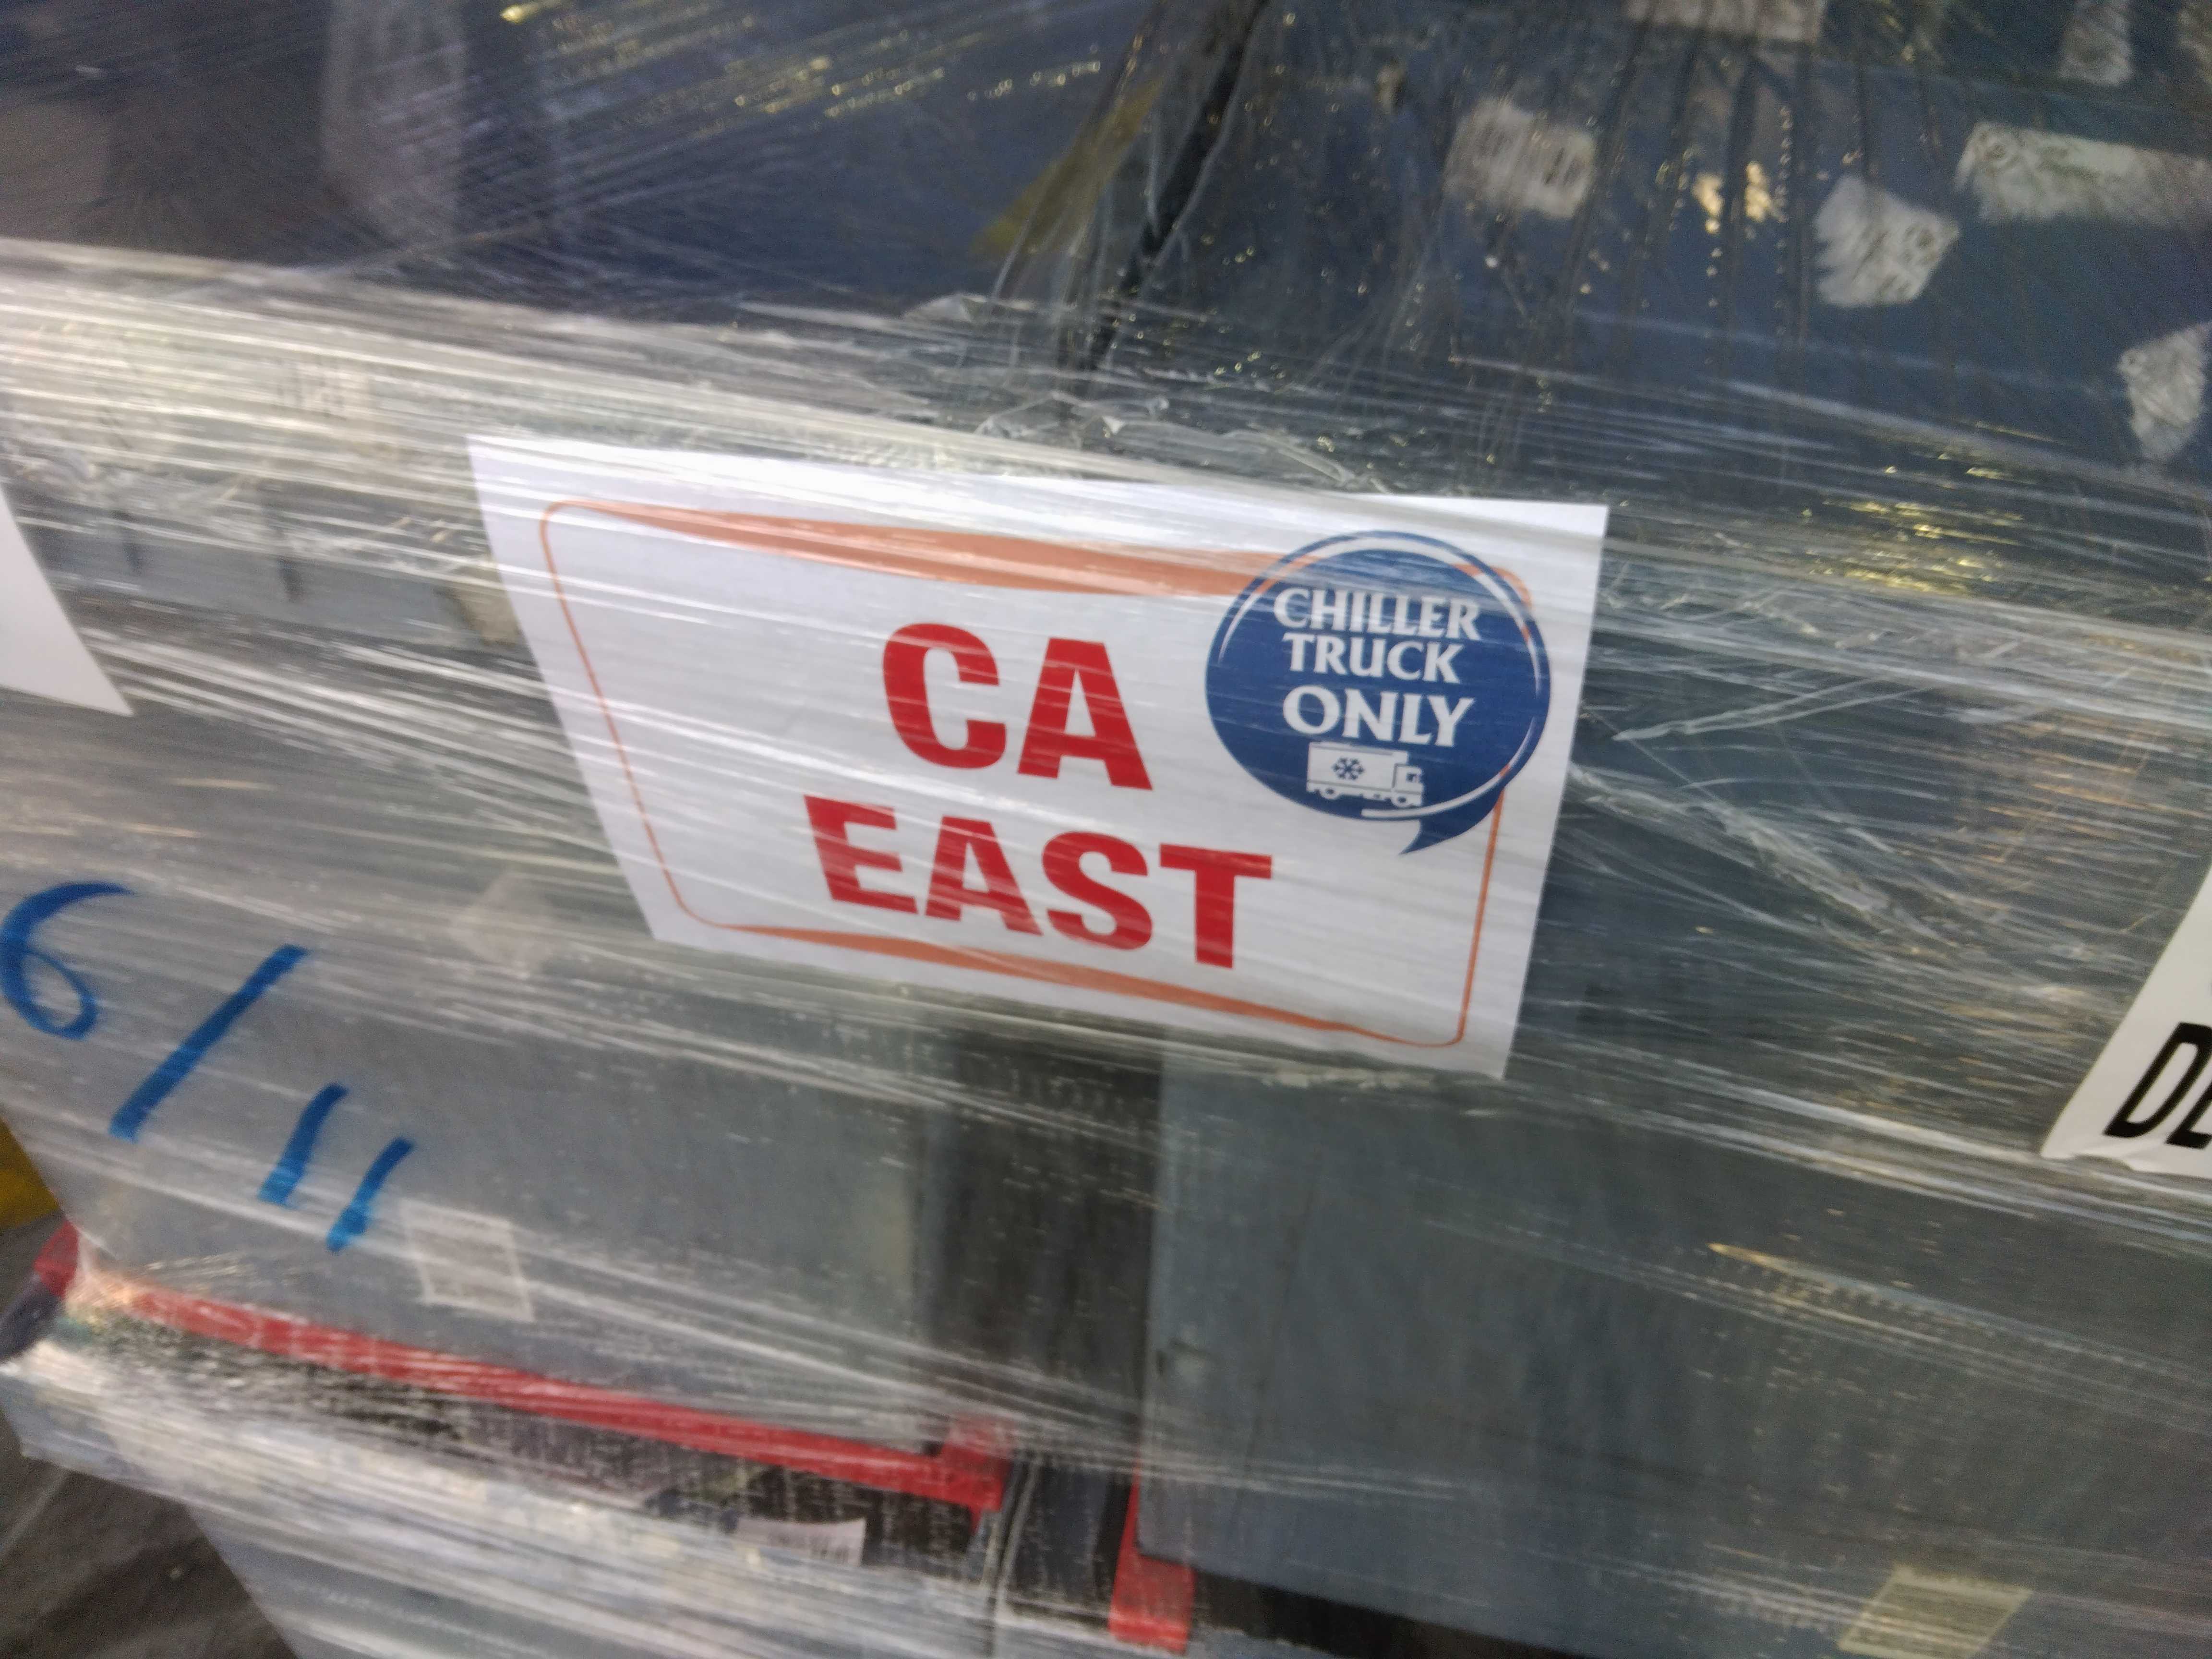 CA
EAST
CHILLER
TRUCK
ONLY
6/11